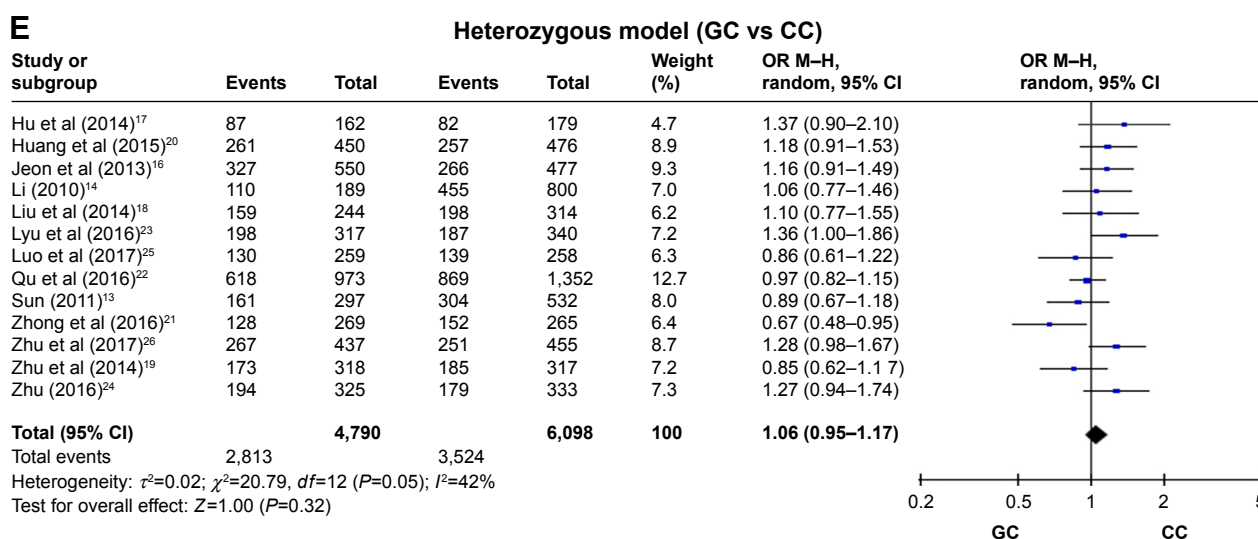 E
Heterozygous model (GC vs CC)
Study or subgroup Events Total Events Total Weight (%) OR M–H, random, 95% CI OR M–H, random, 95% CI
Hu et al (2014)17 87 162 82 179 4.7 1.37 (0.90–2.10)
Huang et al (2015)20 261 450 257 476 8.9 1.18 (0.91–1.53)
Jeon et al (2013)16 327 550 266 477 9.3 1.16 (0.91–1.49)
Li (2010)14 110 189 455 800 7.0 1.06 (0.77–1.46)
Liu et al (2014)18 159 244 198 314 6.2 1.10 (0.77–1.55)
Lyu et al (2016)23 198 317 187 340 7.2 1.36 (1.00–1.86)
Luo et al (2017)25 130 259 139 258 6.3 0.86 (0.61–1.22)
Qu et al (2016)22 618 973 869 1,352 12.7 0.97 (0.82–1.15)
Sun (2011)13 161 297 304 532 8.0 0.89 (0.67–1.18)
Zhong et al (2016)21 128 269 152 265 6.4 0.67 (0.48–0.95)
Zhu et al (2017)26 267 437 251 455 8.7 1.28 (0.98–1.67)
Zhu et al (2014)19 173 318 185 317 7.2 0.85 (0.62–1.1 7)
Zhu (2016)24 194 325 179 333 7.3 1.27 (0.94–1.74)
Total (95% CI) 4,790 6,098 100 1.06 (0.95–1.17)
Total events 2,813 3,524
Heterogeneity: τ²=0.02; χ²=20.79, df=12 (P=0.05); I²=42%
Test for overall effect: Z=1.00 (P=0.32)
0.2 0.5 1 2 5
GC CC